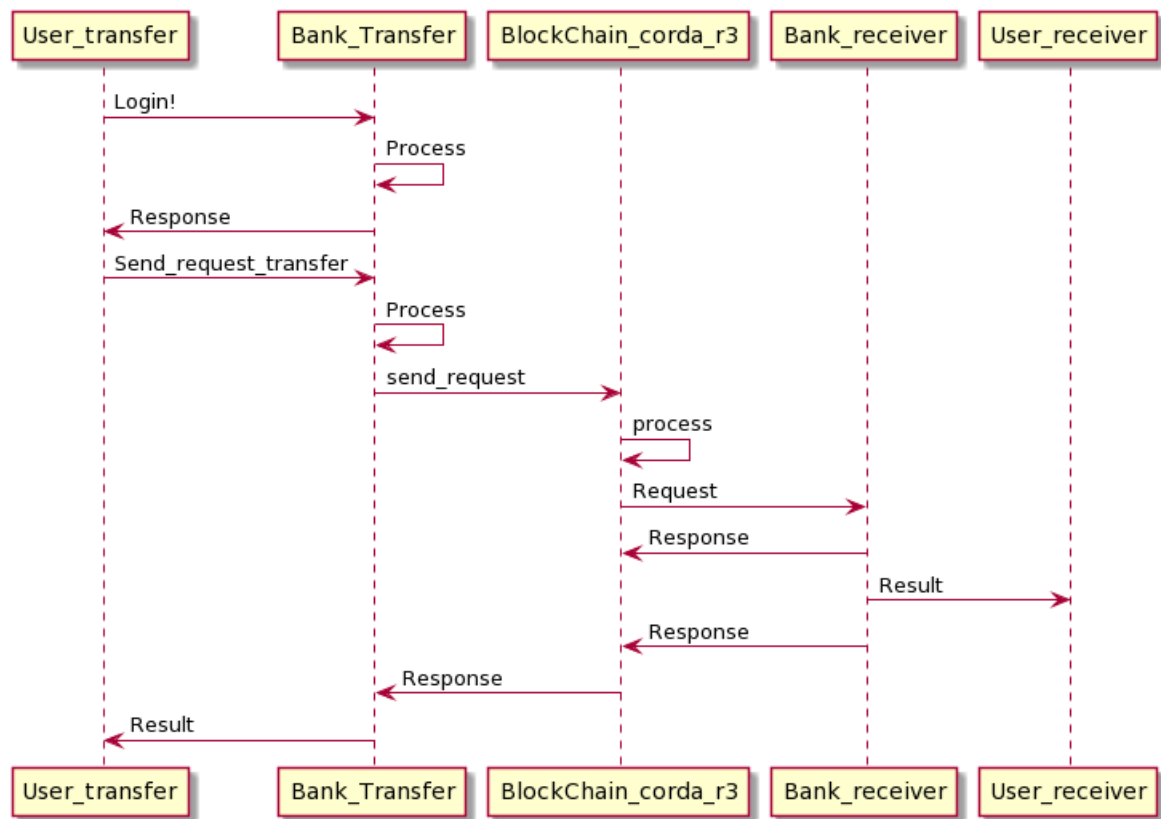 User_transfer Bank_Transfer BlockChain_corda_r3 Bank_receiver User_receiver
Login!
Process
Response
Send_request_transfer
Process
send_request
process
Request
Response
Result
Response
Response
Result
User_transfer Bank_Transfer BlockChain_corda_r3 Bank_receiver User_receiver